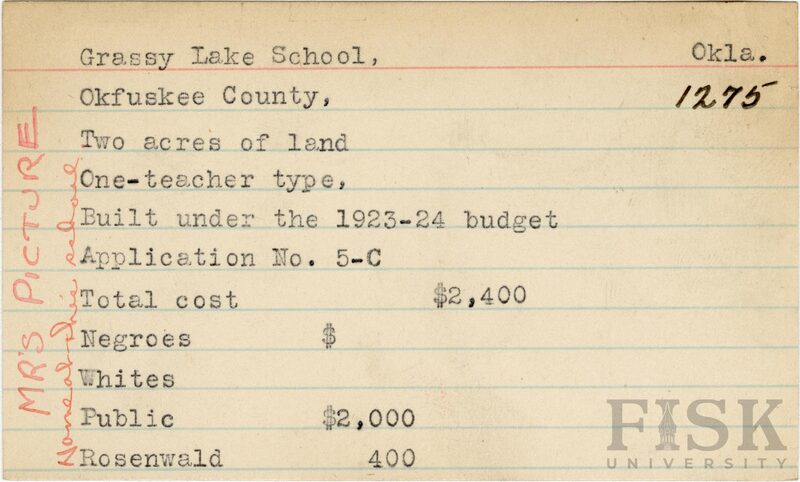 Grassy Lake School, Okla.
Okfuskee County, 1275
Two acres of land
One-teacher type,
Built under the 1923-24 budget
Application No. 5-C
Total cost $2,400
Negroes $
Whites
Public $2,000
Rosenwald 400
MR'S PICTURE
school
FISK
UNIVERSITY